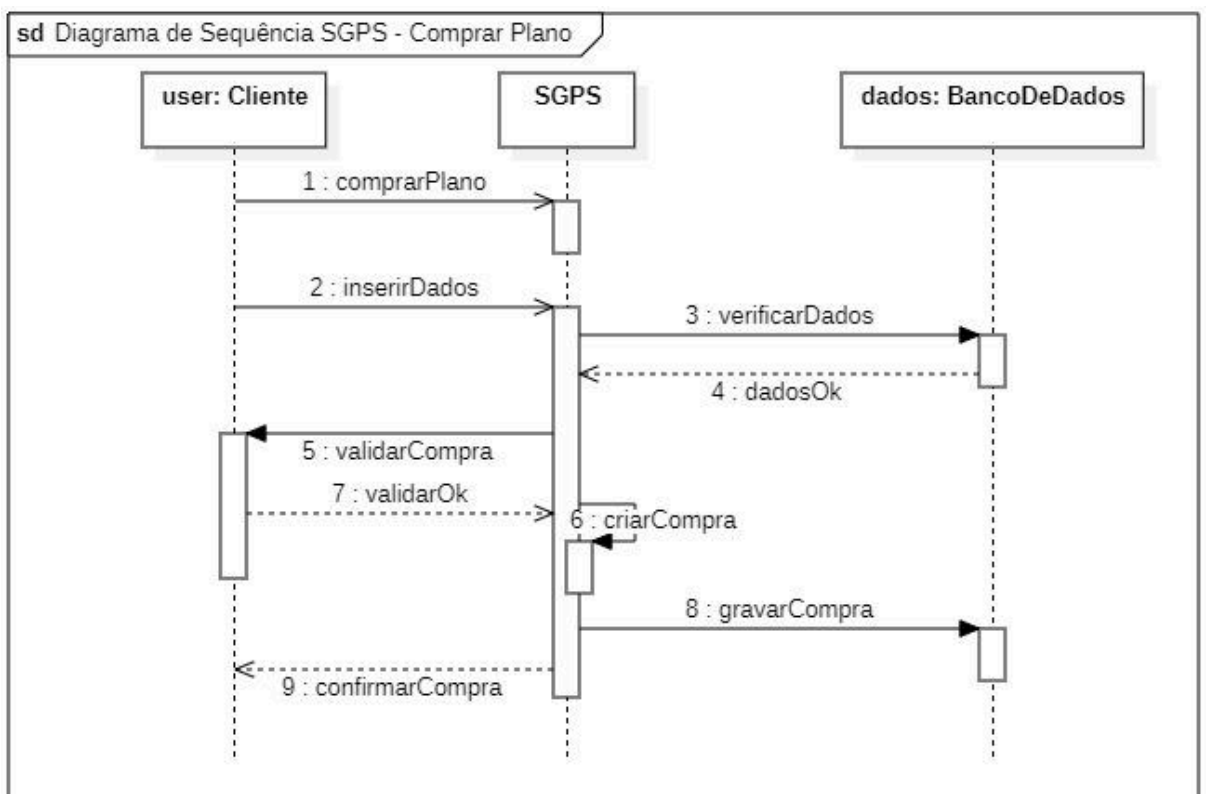 sd Diagrama de Sequência SGPS - Comprar Plano
user: Cliente
SGPS
dados: BancoDeDados
1 : comprarPlano
2 : inserirDados
3 : verificarDados
4 : dadosOk
5 : validarCompra
7 : validarOk
6 : criarCompra
8 : gravarCompra
9 : confirmarCompra